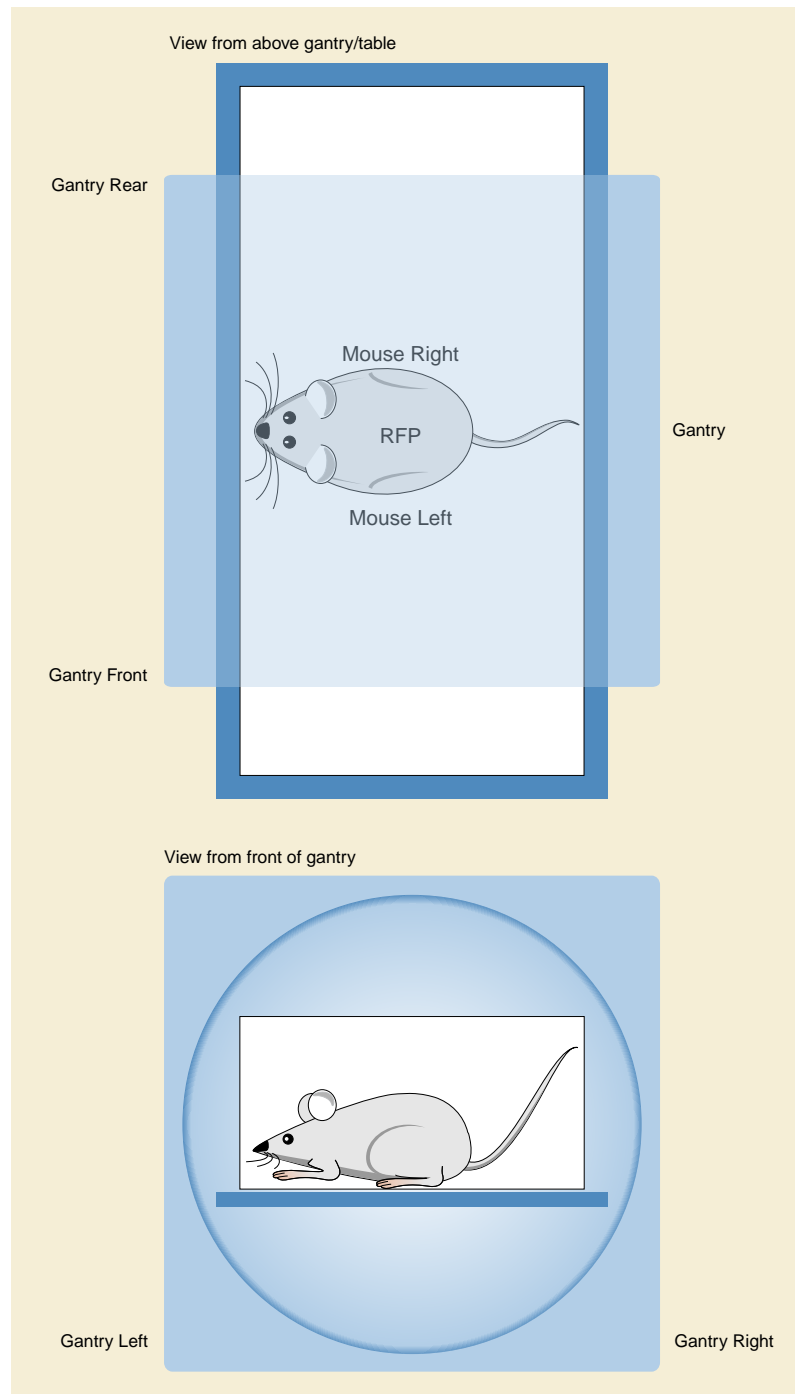 View from above gantry/table
Gantry Rear
Mouse Right
RFP
Gantry
Mouse Left
Gantry Front
View from front of gantry
Gantry Left
Gantry Right